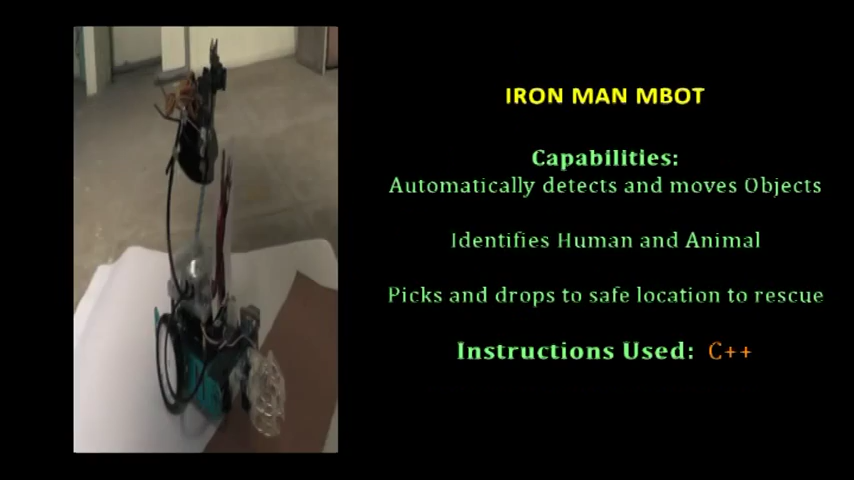 IRON MAN MBOT
Capabilities:
Automatically detects and moves Objects
Identifies Human and Animal
Picks and drops to safe location to rescue
Instructions Used: C++